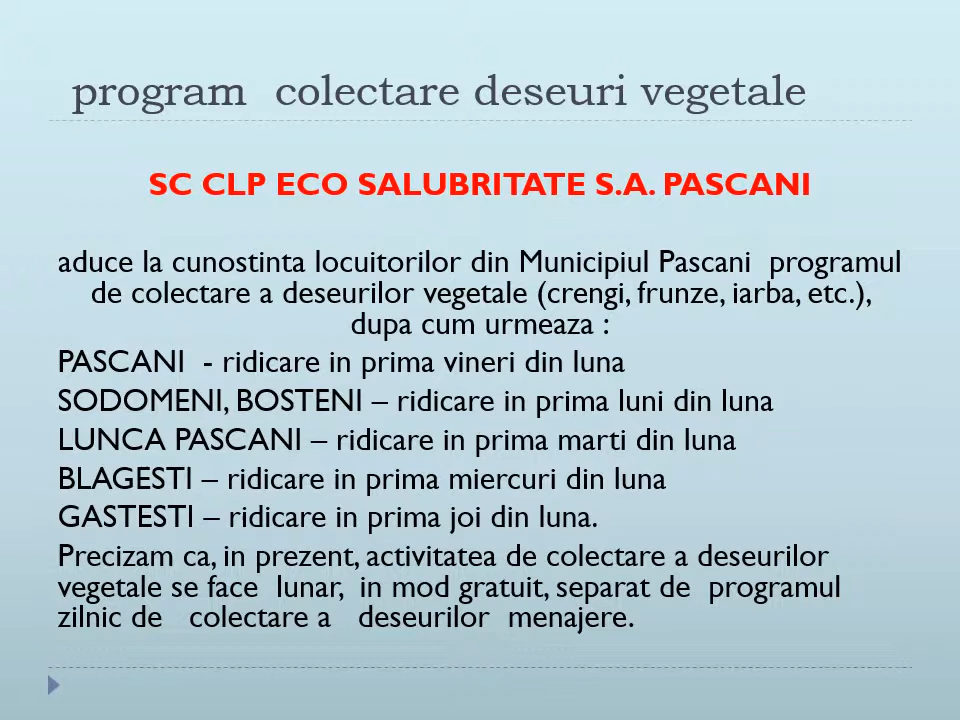 program colectare deseuri vegetale
SC CLP ECO SALUBRITATE S.A. PASCANI
aduce la cunostinta locuitorilor din Municipiul Pascani programul
de colectare a deseurilor vegetale (crengi, frunze, iarba, etc.),
dupa cum urmeaza :
PASCANI - ridicare in prima vineri din luna
SODOMENI, BOSTENI – ridicare in prima luni din luna
LUNCA PASCANI – ridicare in prima marti din luna
BLAGESTI – ridicare in prima miercuri din luna
GASTESTI – ridicare in prima joi din luna.
Precizam ca, in prezent, activitatea de colectare a deseurilor
vegetale se face lunar, in mod gratuit, separat de programul
zilnic de colectare a deseurilor menajere.